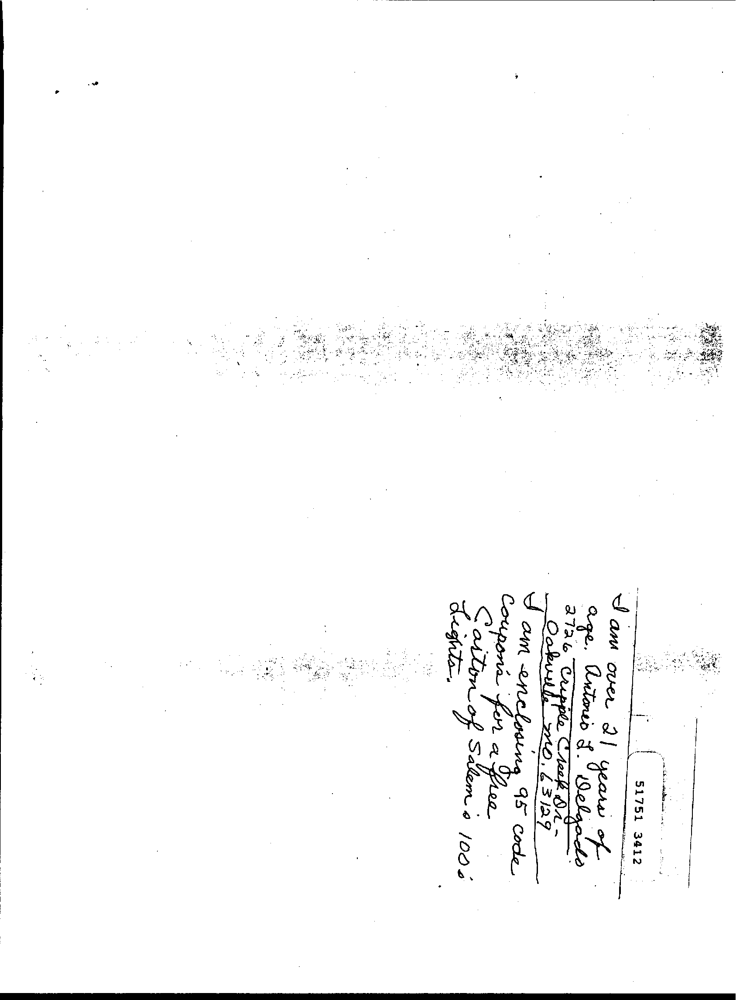 51751 3412
I am over 21 years of
age. Antonio L. Delgado
2726 Cripple Creek Dr-
Oakville Mo. 63129
I am enclosing 95 code
coupons for a free
Carton of Salem's 100's
Lights.